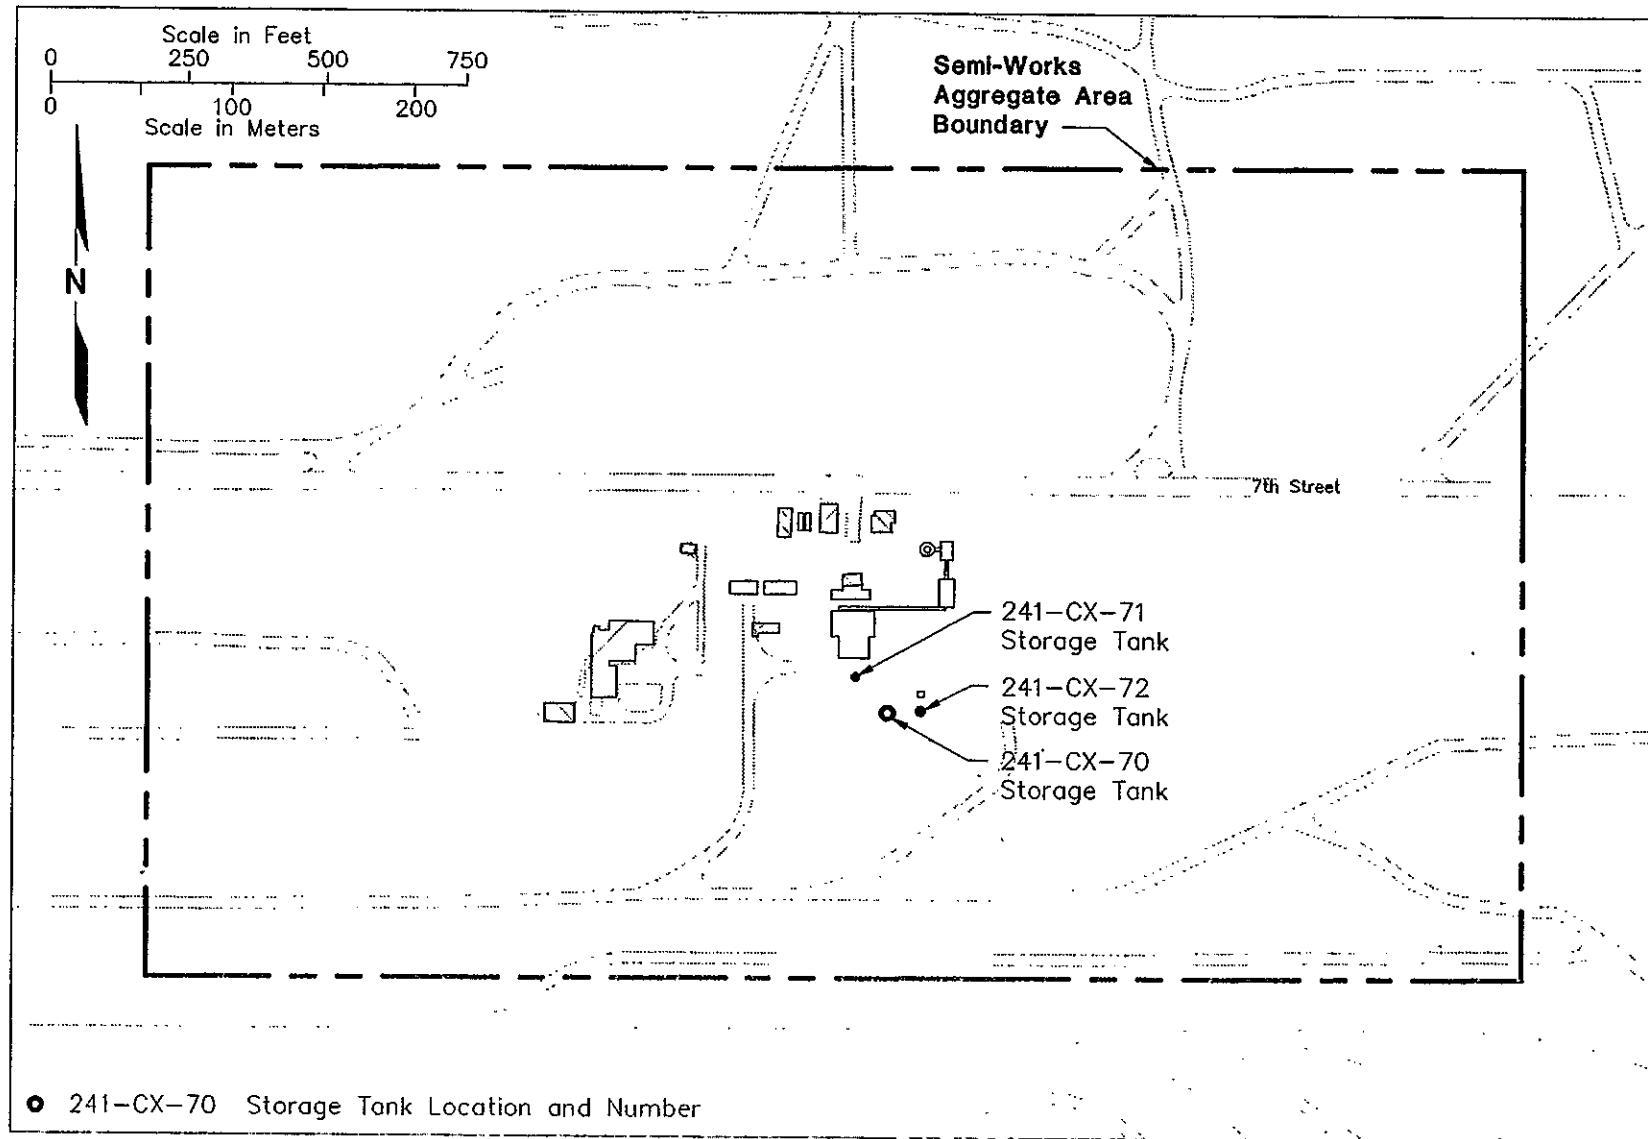 Scale in Feet
0 250 500 750
0 100 200
Scale in Meters
N
Semi-Works
Aggregate Area
Boundary
7th Street
241-CX-71
Storage Tank
241-CX-72
Storage Tank
241-CX-70
Storage Tank
241-CX-70 Storage Tank Location and Number